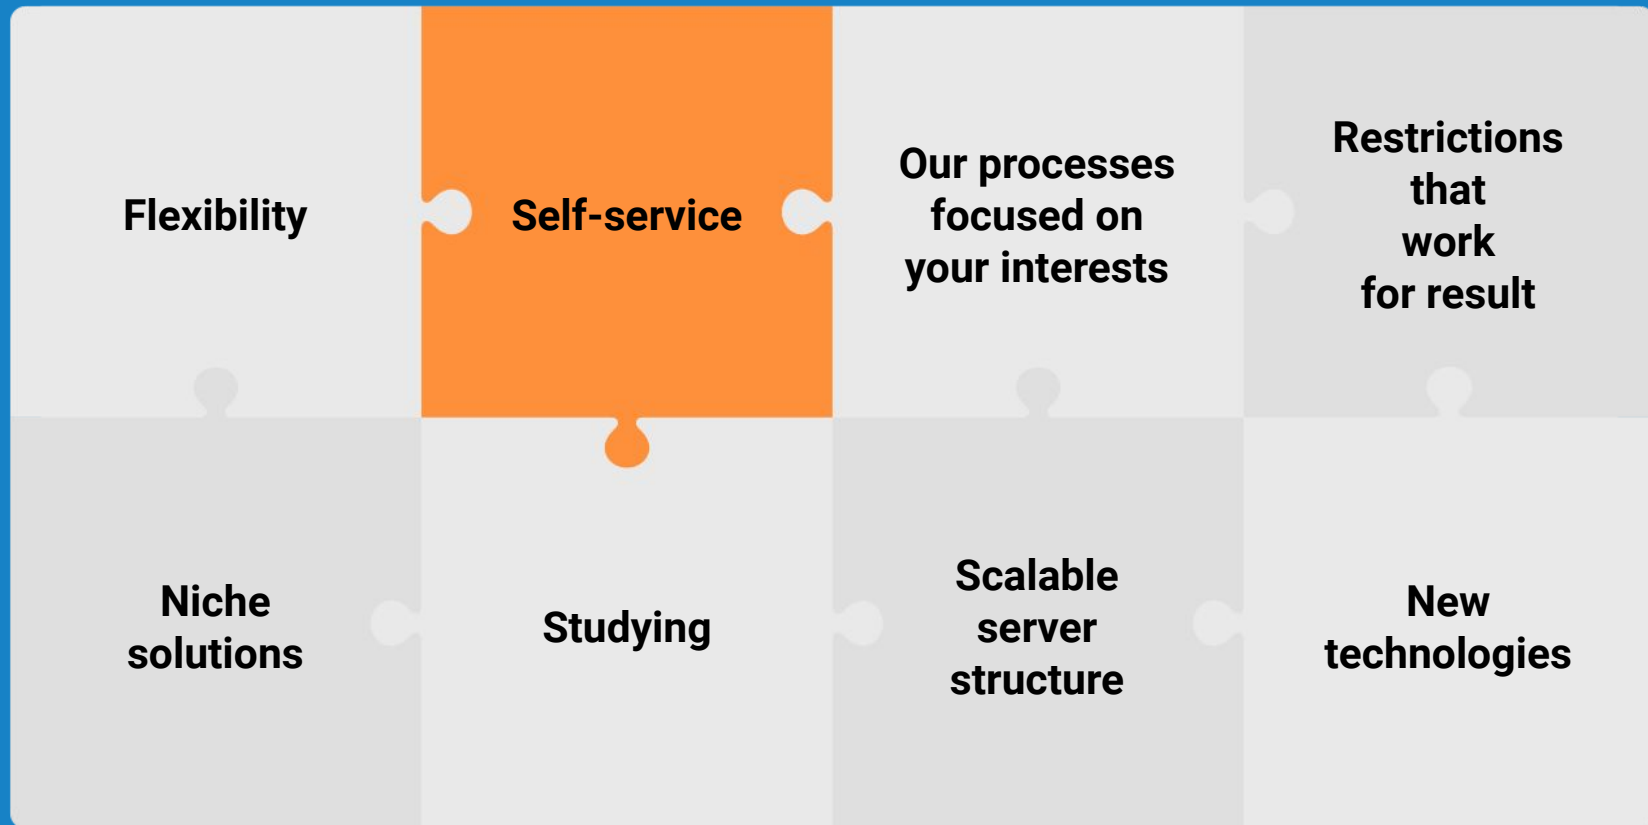 Flexibility
Self-service
Our processes
focused on
your interests
Restrictions
that
work
for result
Niche
solutions
Studying
Scalable
server
structure
New
technologies